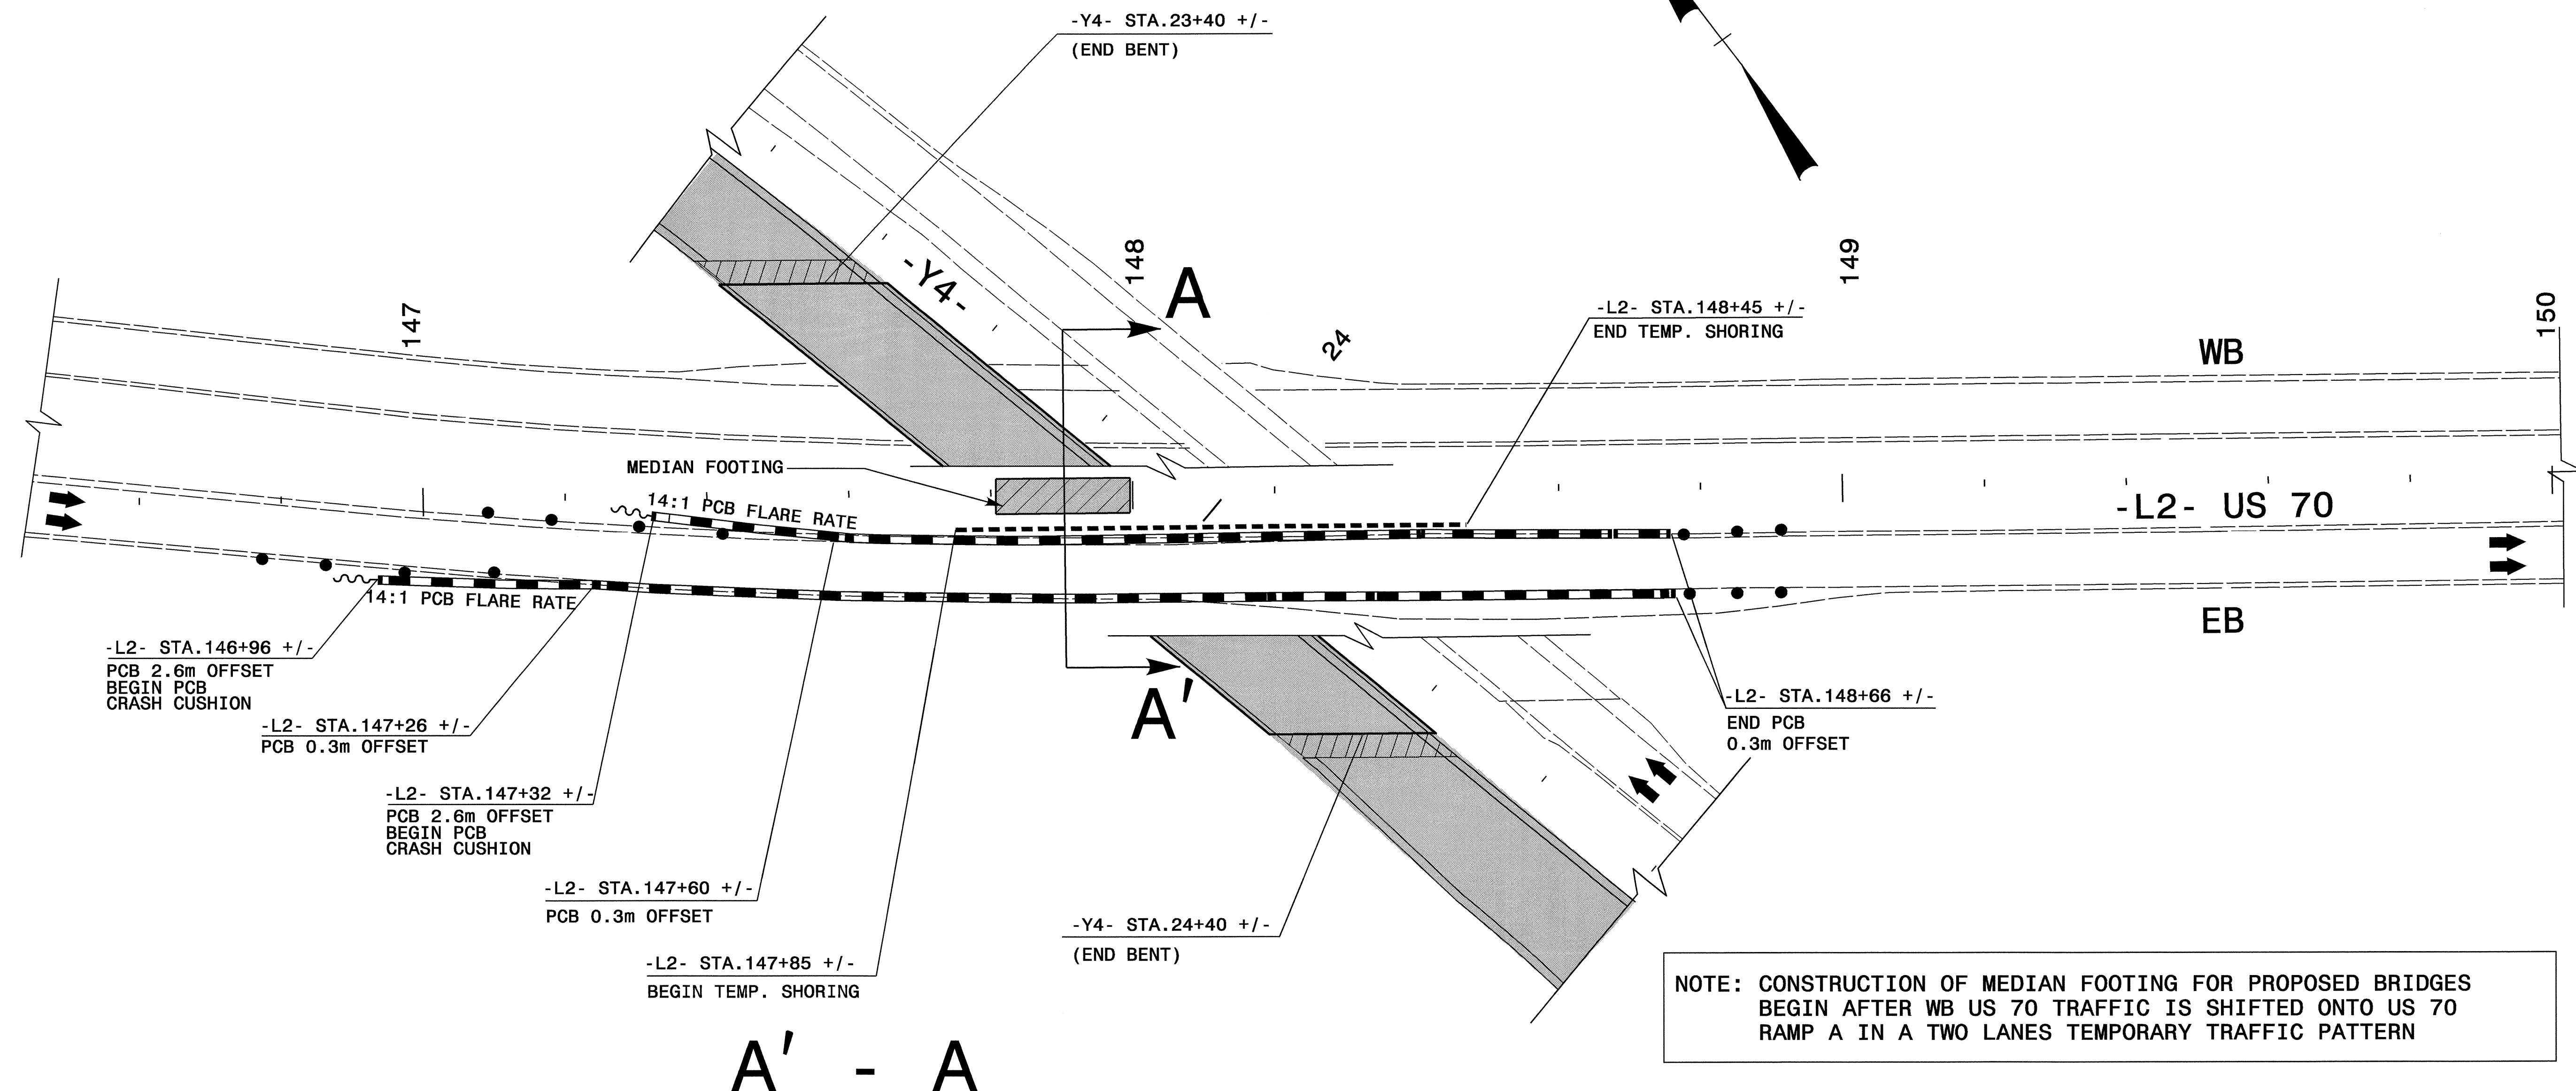 -Y4- STA.23+40 +/-
(END BENT)
-Y4-
148
A
149
150
147
24
-L2- STA.148+45 +/-
END TEMP. SHORING
WB
MEDIAN FOOTING
14:1 PCB FLARE RATE
-L2- US 70
14:1 PCB FLARE RATE
EB
-L2- STA.146+96 +/-
PCB 2.6m OFFSET
BEGIN PCB
CRASH CUSHION
-L2- STA.147+26 +/-
PCB 0.3m OFFSET
-L2- STA.147+32 +/-
PCB 2.6m OFFSET
BEGIN PCB
CRASH CUSHION
-L2- STA.147+60 +/-
PCB 0.3m OFFSET
-L2- STA.147+85 +/-
BEGIN TEMP. SHORING
A'
-L2- STA.148+66 +/-
END PCB
0.3m OFFSET
-Y4- STA.24+40 +/-
(END BENT)
NOTE: CONSTRUCTION OF MEDIAN FOOTING FOR PROPOSED BRIDGES
BEGIN AFTER WB US 70 TRAFFIC IS SHIFTED ONTO US 70
RAMP A IN A TWO LANES TEMPORARY TRAFFIC PATTERN
A' - A